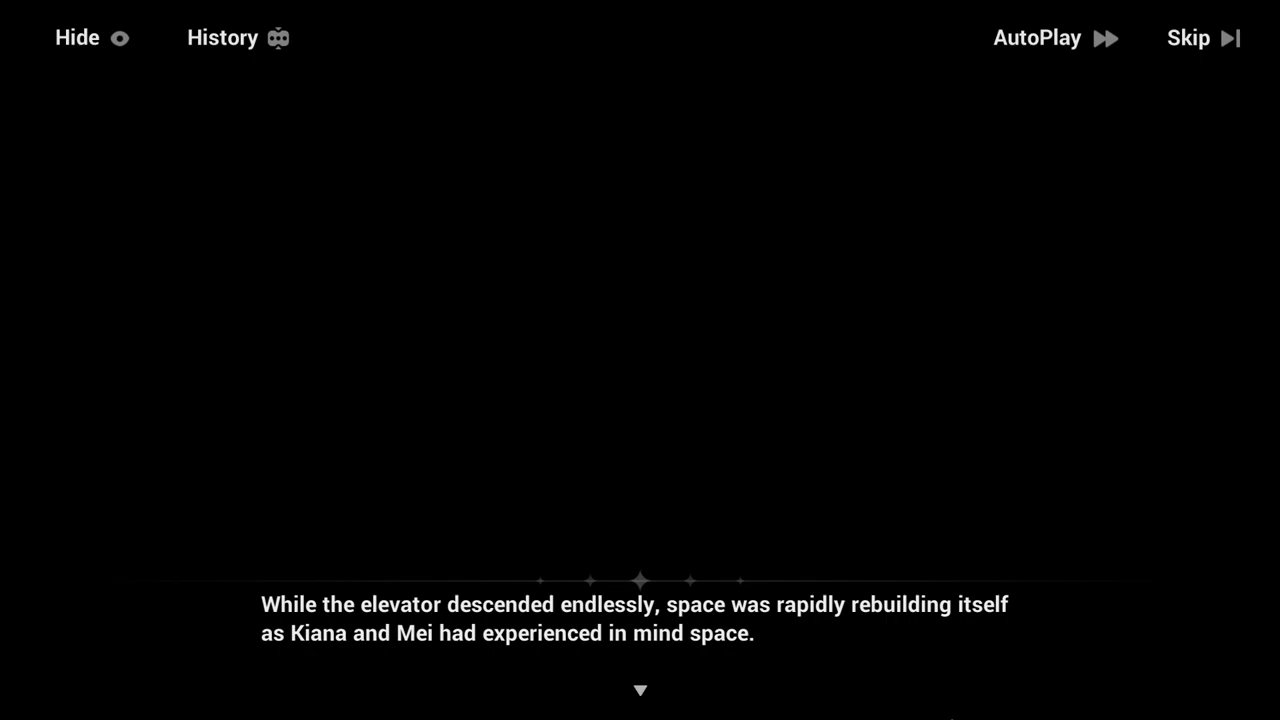 Hide
History
AutoPlay
Skip
While the elevator descended endlessly, space was rapidly rebuilding itself
as Kiana and Mei had experienced in mind space.